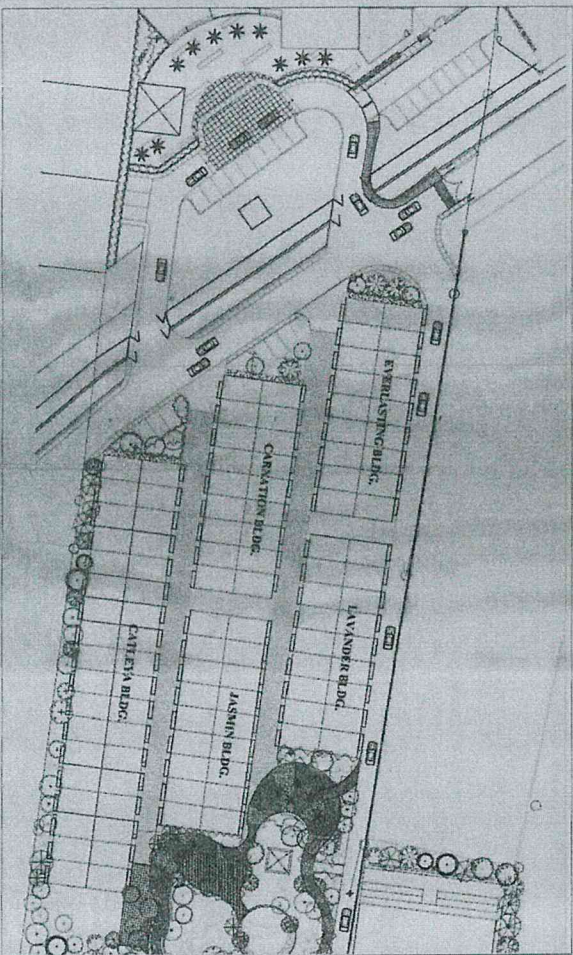 EVERLASTING BLDG.
CARNATION BLDG.
LAVANDER BLDG.
CATLEYA BLDG.
JASMIN BLDG.